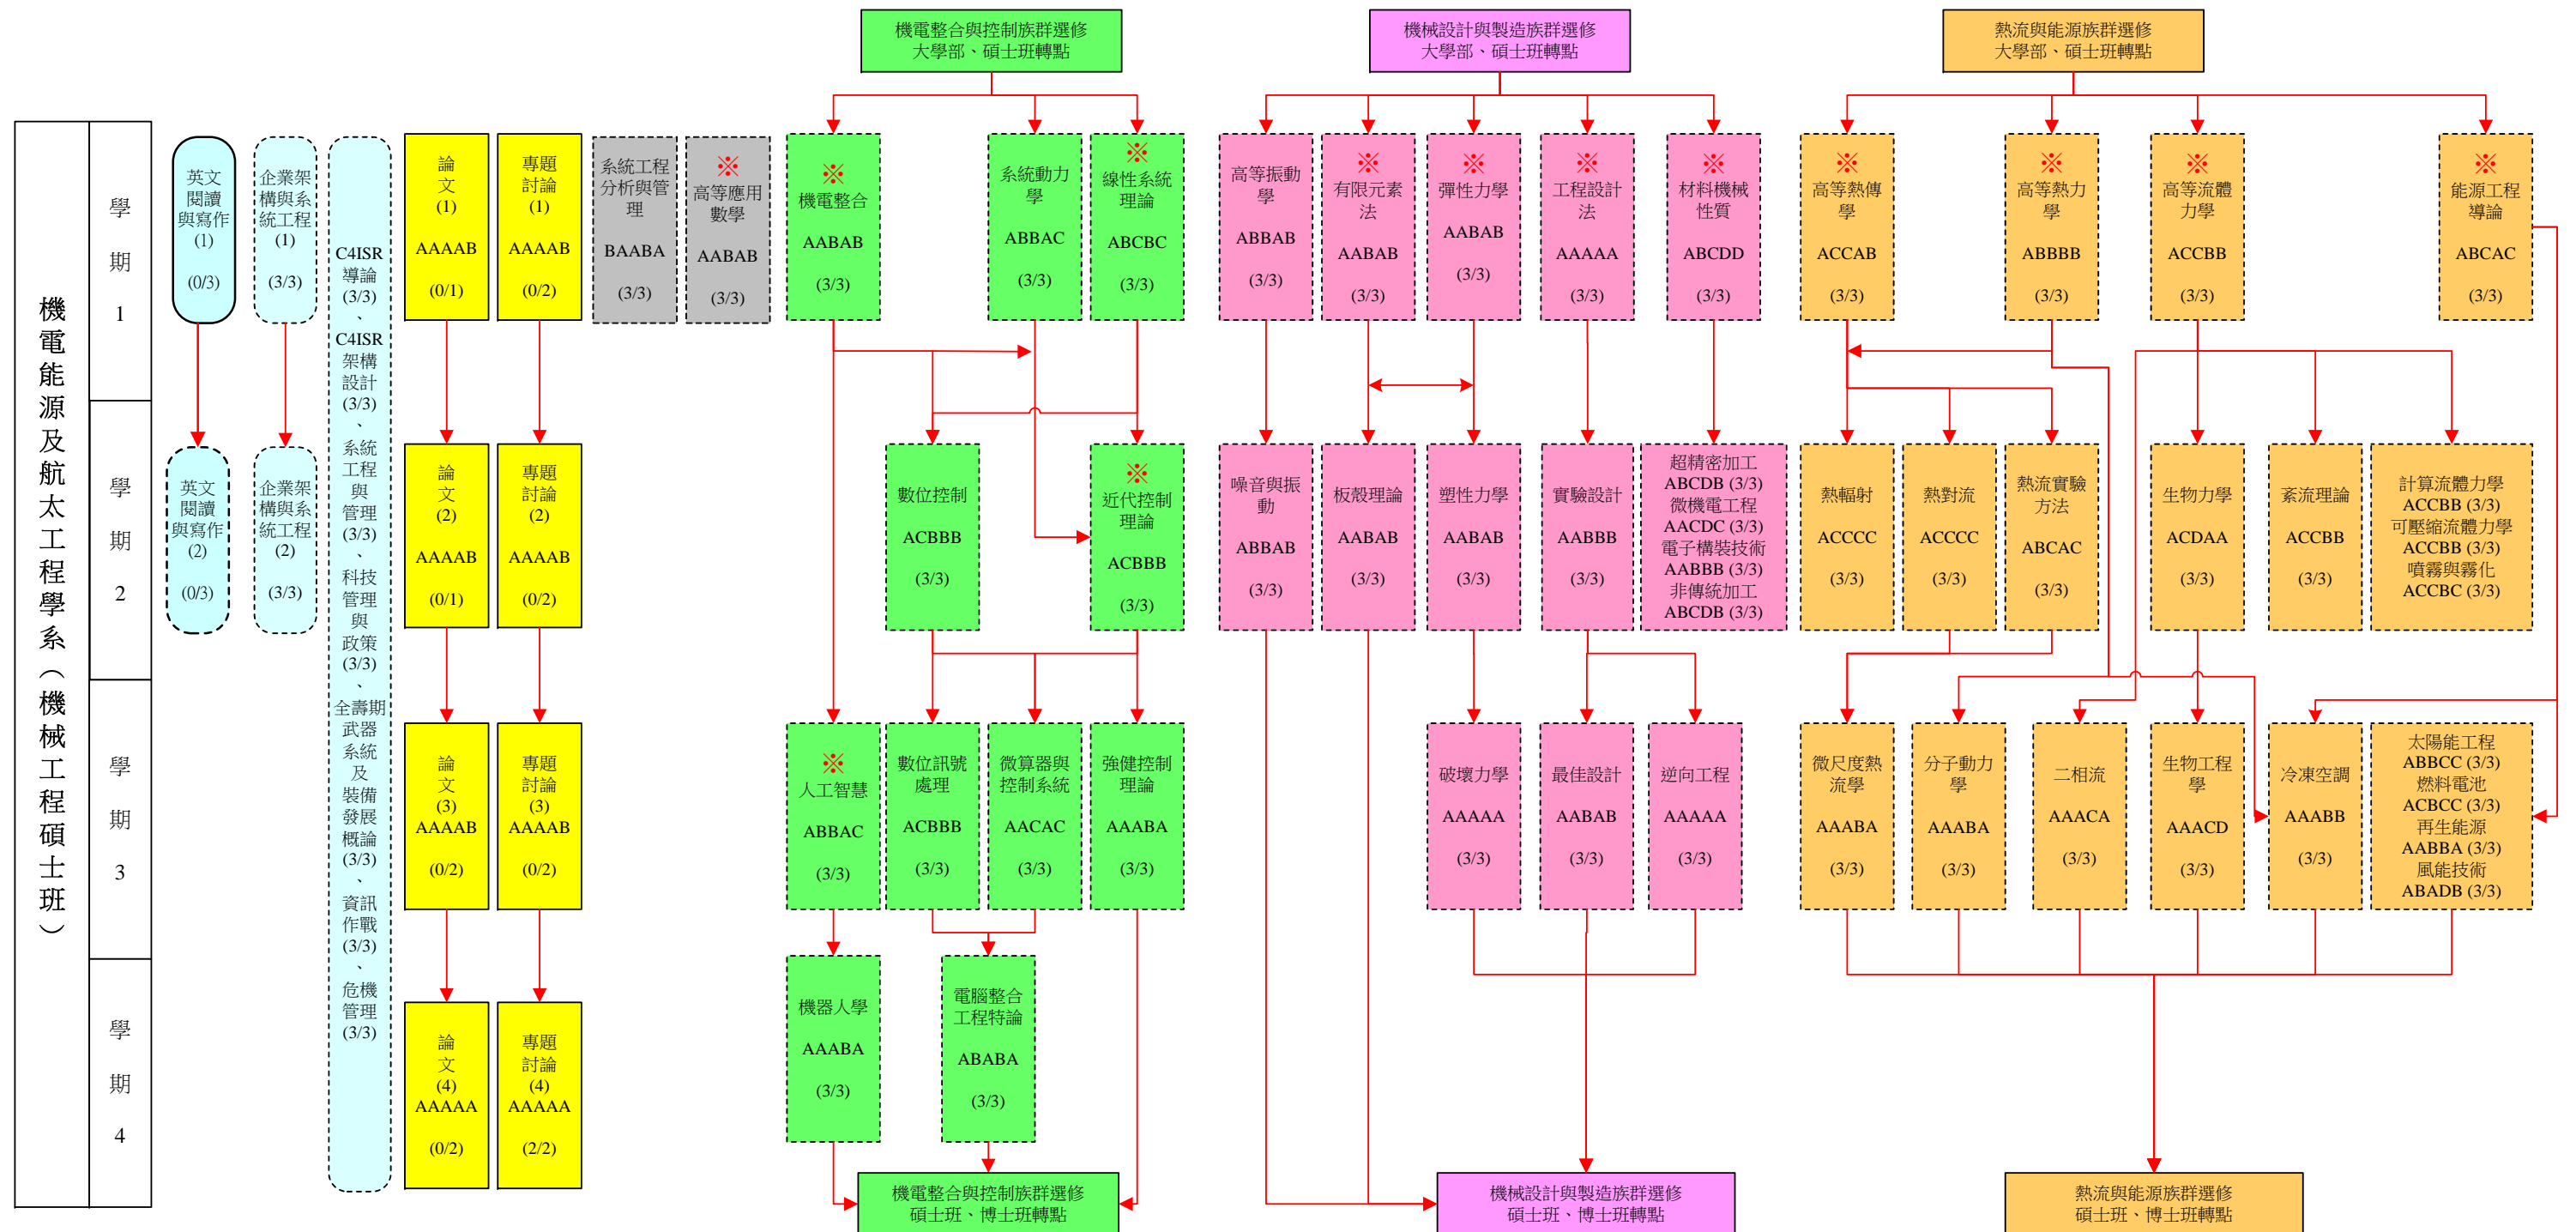 機電整合與控制族群選修
大學部、碩士班轉點
機械設計與製造族群選修
大學部、碩士班轉點
熱流與能源族群選修
大學部、碩士班轉點
機電能源及航太工程學系（機械工程碩士班）
學
期
1
英文
閱讀
與寫作
(1)
(0/3)
企業架
構與系
統工程
(1)
(3/3)
C4ISR
導論
(3/3)
、
C4ISR
架構
設計
(3/3)
、
系統
工程
與
管理
(3/3)
、
科技
管理
與
政策
(3/3)
、
全壽期
武器
系統
及
裝備
發展
概論
(3/3)
、
資訊
作戰
(3/3)
、
危機
管理
(3/3)
論
文
(1)
AAAAB
(0/1)
專題
討論
(1)
AAAAB
(0/2)
系統工程
分析與管
理
BAABA
(3/3)
※
高等應用
數學
AABAB
(3/3)
※
機電整合
AABAB
(3/3)
系統動力
學
ABBAC
(3/3)
※
線性系統
理論
ABCBC
(3/3)
高等振動
學
ABBAB
(3/3)
※
有限元素
法
AABAB
(3/3)
※
彈性力學
AABAB
(3/3)
※
工程設計
法
AAAAA
(3/3)
※
材料機械
性質
ABCDD
(3/3)
※
高等熱傳
學
ACCAB
(3/3)
※
高等熱力
學
ABBBB
(3/3)
※
高等流體
力學
ACCBB
(3/3)
※
能源工程
導論
ABCAC
(3/3)
學
期
2
英文
閱讀
與寫作
(2)
(0/3)
企業架
構與系
統工程
(2)
(3/3)
論
文
(2)
AAAAB
(0/1)
專題
討論
(2)
AAAAB
(0/2)
數位控制
ACBBB
(3/3)
※
近代控制
理論
ACBBB
(3/3)
噪音與振
動
ABBAB
(3/3)
板殼理論
AABAB
(3/3)
塑性力學
AABAB
(3/3)
實驗設計
AABBB
(3/3)
超精密加工
ABCDB (3/3)
微機電工程
AACDC (3/3)
電子構裝技術
AABBB (3/3)
非傳統加工
ABCDB (3/3)
熱輻射
ACCCC
(3/3)
熱對流
ACCCC
(3/3)
熱流實驗
方法
ABCAC
(3/3)
生物力學
ACDAA
(3/3)
紊流理論
ACCBB
(3/3)
計算流體力學
ACCBB (3/3)
可壓縮流體力學
ACCBB (3/3)
噴霧與霧化
ACCBC (3/3)
學
期
3
論
文
(3)
AAAAB
(0/2)
專題
討論
(3)
AAAAB
(0/2)
※
人工智慧
ABBAC
(3/3)
數位訊號
處理
ACBBB
(3/3)
微算器與
控制系統
AACAC
(3/3)
強健控制
理論
AAABA
(3/3)
破壞力學
AAAAA
(3/3)
最佳設計
AABAB
(3/3)
逆向工程
AAAAA
(3/3)
微尺度熱
流學
AAABA
(3/3)
分子動力
學
AAABA
(3/3)
二相流
AAACA
(3/3)
生物工程
學
AAACD
(3/3)
冷凍空調
AAABB
(3/3)
太陽能工程
ABBCC (3/3)
燃料電池
ACBCC (3/3)
再生能源
AABBA (3/3)
風能技術
ABADB (3/3)
學
期
4
論
文
(4)
AAAAA
(0/2)
專題
討論
(4)
AAAAA
(2/2)
機器人學
AAABA
(3/3)
電腦整合
工程特論
ABABA
(3/3)
機電整合與控制族群選修
碩士班、博士班轉點
機械設計與製造族群選修
碩士班、博士班轉點
熱流與能源族群選修
碩士班、博士班轉點